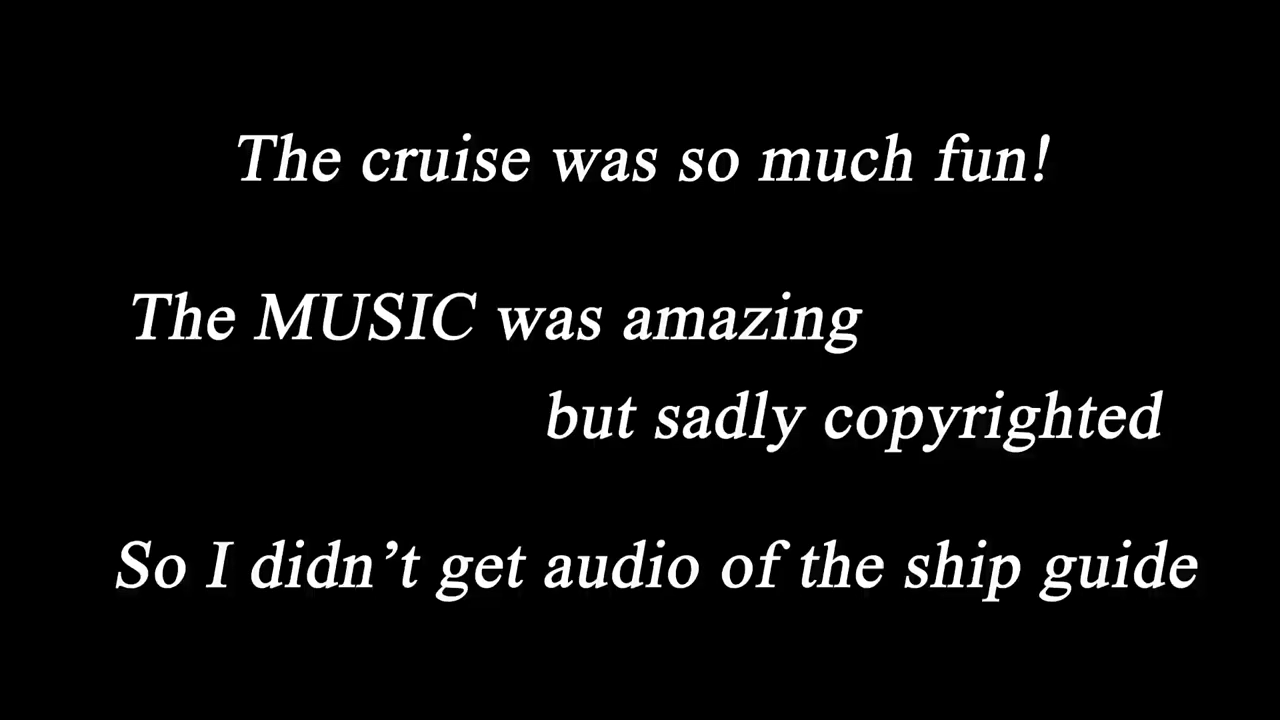 The cruise was so much fun!
The MUSIC was amazing
but sadly copyrighted
So I didn’t get audio of the ship guide